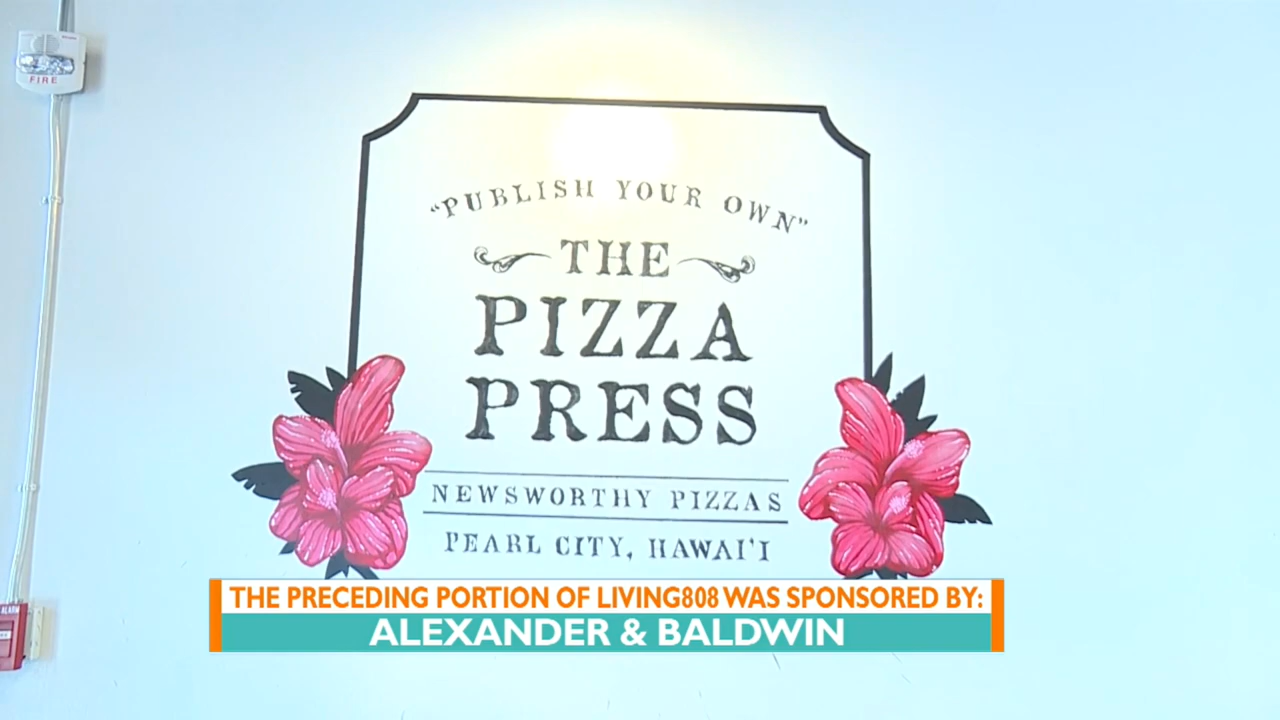 FIRE
"PUBLISH YOUR OWN"
THE
PIZZA
PRESS
NEWSWORTHY PIZZAS
PEARL CITY, HAWAI'I
THE PRECEDING PORTION OF LIVING808 WAS SPONSORED BY:
ALEXANDER & BALDWIN
ALARM